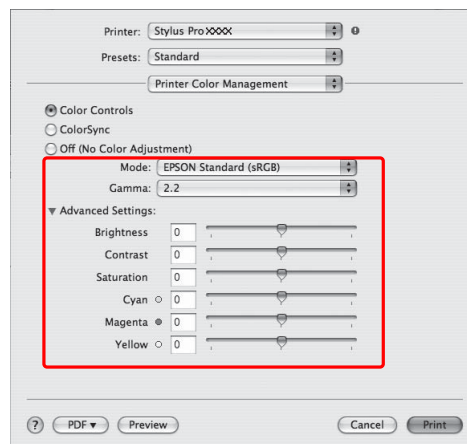 Printer: Stylus Pro XXXX
Presets: Standard
Printer Color Management
Color Controls
ColorSync
Off (No Color Adjustment)
Mode: EPSON Standard (sRGB)
Gamma: 2.2
Advanced Settings:
Brightness 0
Contrast 0
Saturation 0
Cyan 0
Magenta 0
Yellow 0
? PDF Preview Cancel Print